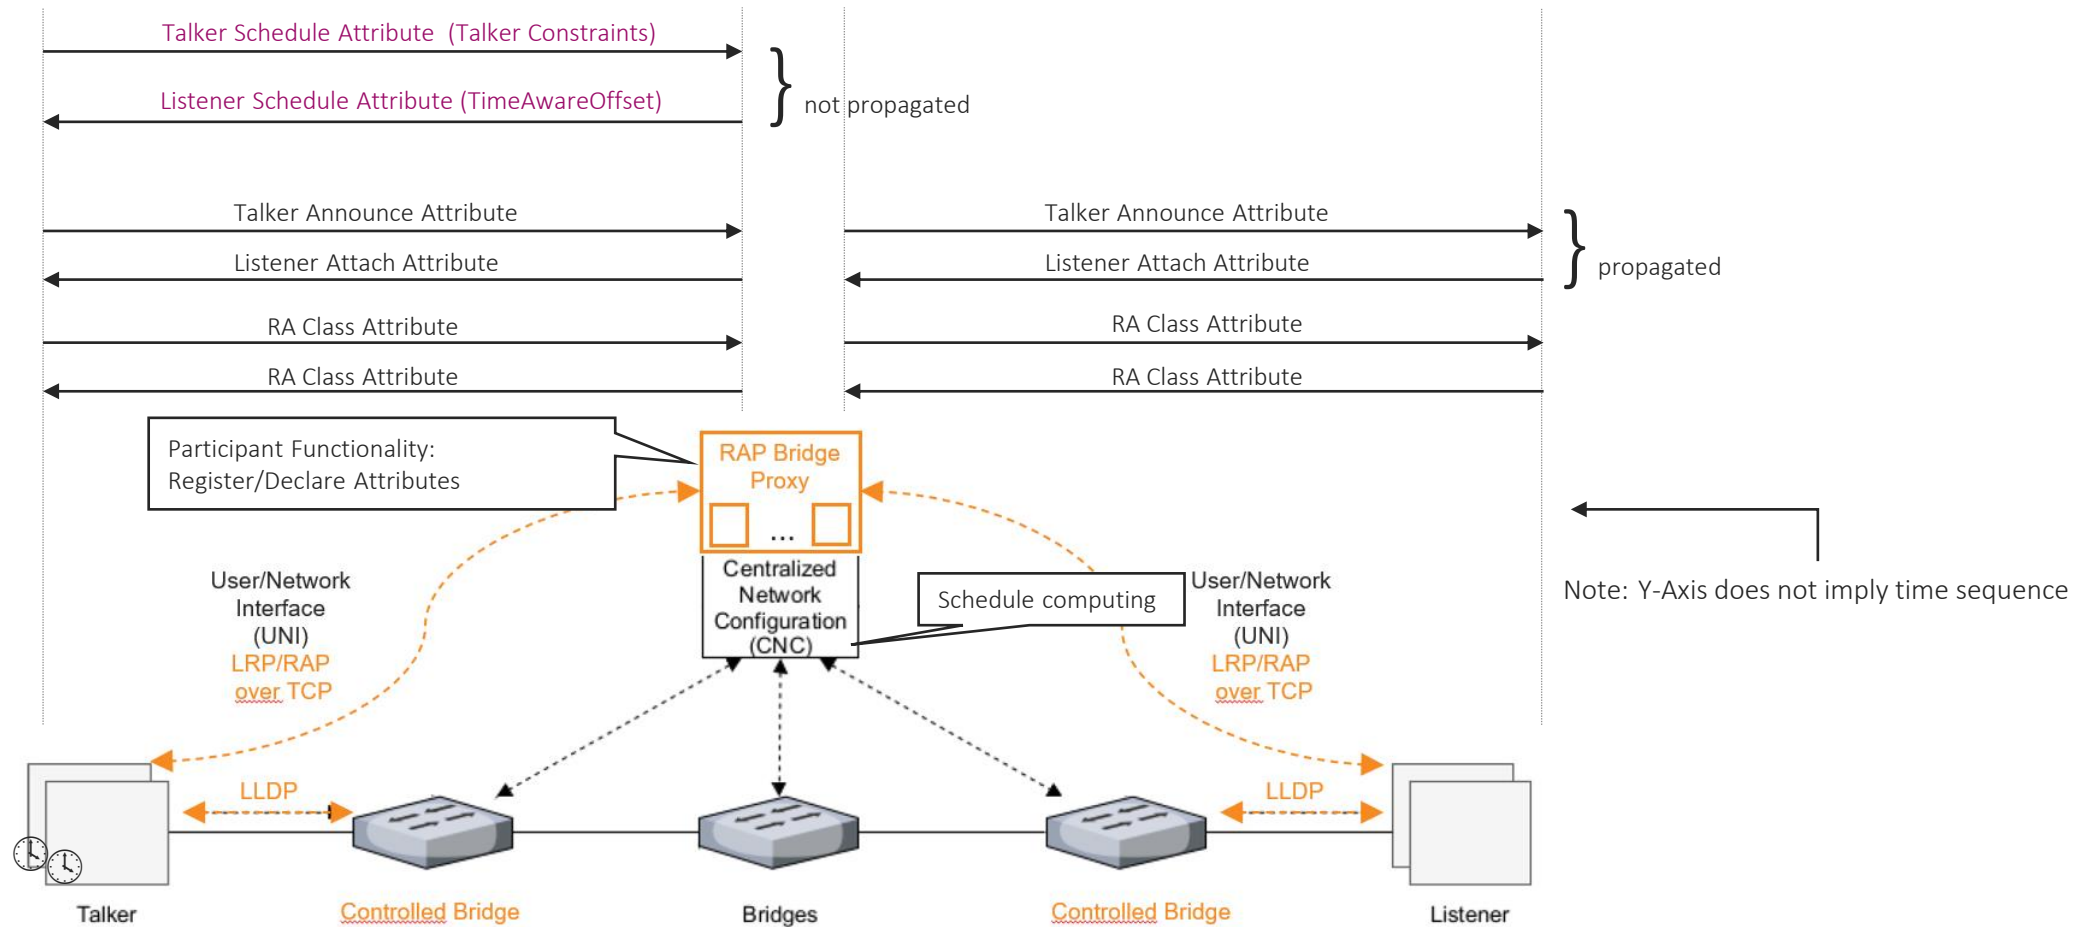 Talker Schedule Attribute (Talker Constraints)
Listener Schedule Attribute (TimeAwareOffset)
not propagated
Talker Announce Attribute
Talker Announce Attribute
Listener Attach Attribute
Listener Attach Attribute
propagated
RA Class Attribute
RA Class Attribute
RA Class Attribute
RA Class Attribute
Participant Functionality:
Register/Declare Attributes
RAP Bridge
Proxy
...
Centralized
Network
Configuration
(CNC)
Schedule computing
User/Network
Interface
(UNI)
LRP/RAP
over TCP
User/Network
Interface
(UNI)
LRP/RAP
over TCP
Note: Y-Axis does not imply time sequence
LLDP
LLDP
Talker
Controlled Bridge
Bridges
Controlled Bridge
Listener